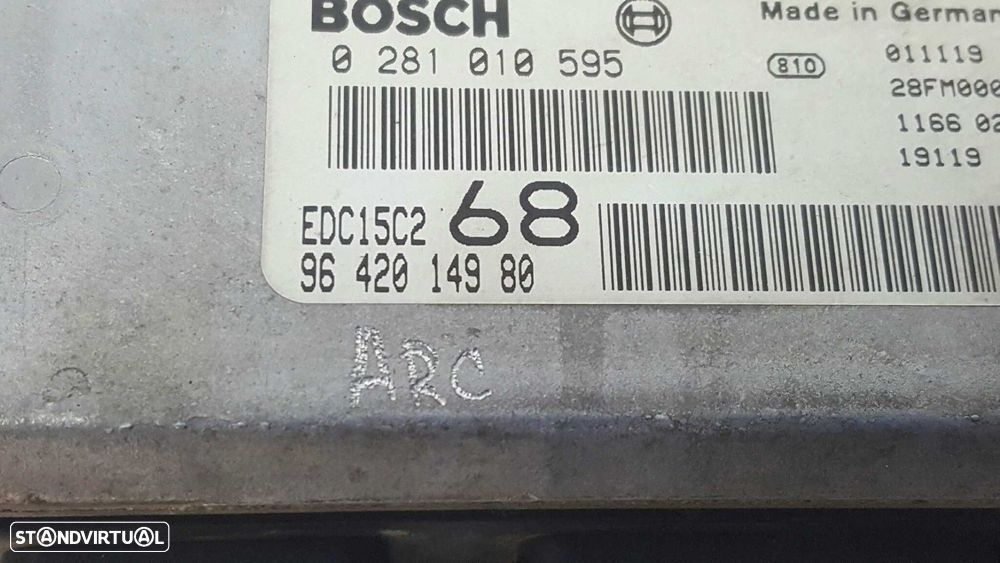 BOSCH
Made in German
0 281 010 595
810
011119
28FM000
1166 02
19119
EDC15C2 68
96 420 149 80
ARC
STANDVIRTUAL